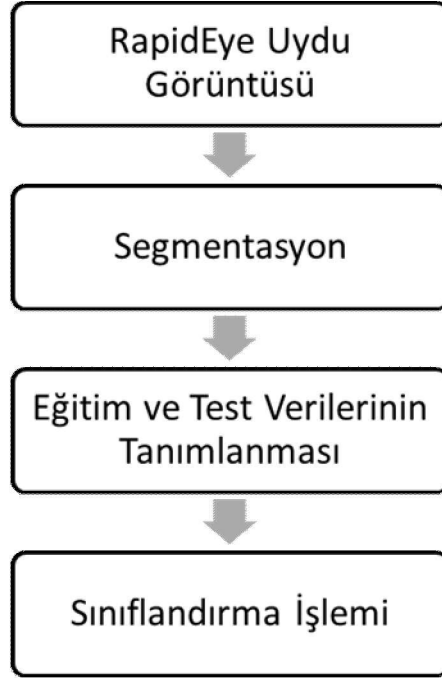 RapidEye Uydu
Görüntüsü
Segmentasyon
Eğitim ve Test Verilerinin
Tanımlanması
Sınıflandırma İşlemi